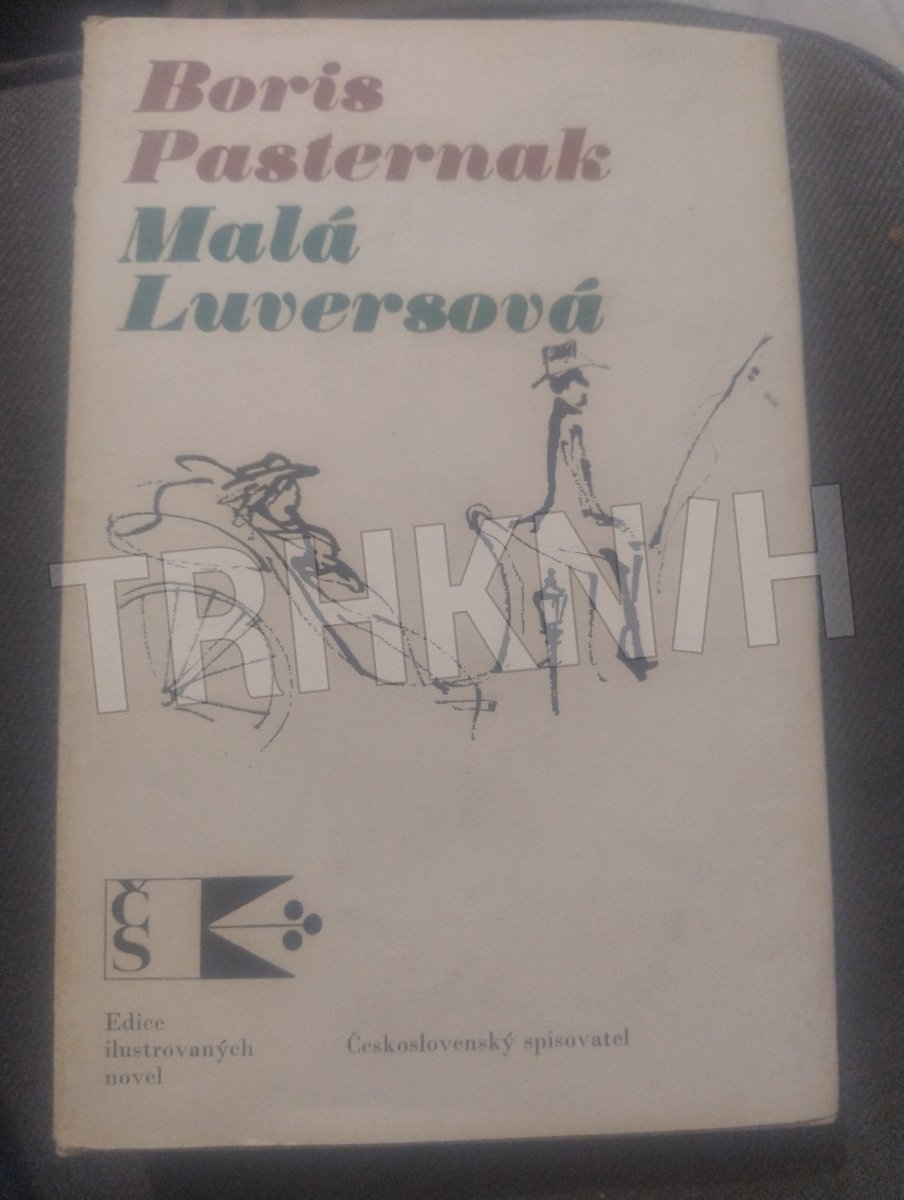 Boris
Pasternak
Malá
Luversová
TRHKNIH
ČS
Edice
ilustrovaných
novel
Československý spisovatel